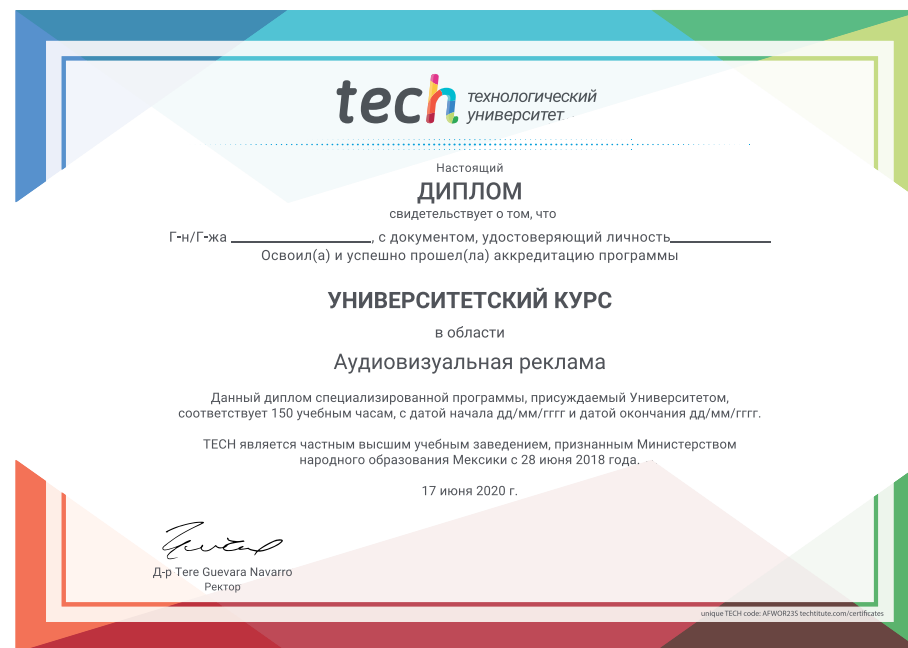 tech технологический
университет
Настоящий
ДИПЛОМ
свидетельствует о том, что
Г-н/Г-жа ____________________, с документом, удостоверяющий личность______________
Освоил(а) и успешно прошел(ла) аккредитацию программы
УНИВЕРСИТЕТСКИЙ КУРС
в области
Аудиовизуальная реклама
Данный диплом специализированной программы, присуждаемый Университетом,
соответствует 150 учебным часам, с датой начала дд/мм/гггг и датой окончания дд/мм/гггг.
TECH является частным высшим учебным заведением, признанным Министерством
народного образования Мексики с 28 июня 2018 года.
17 июня 2020 г.
Д-р Tere Guevara Navarro
Ректор
unique TECH code: AFWOR23S techtitute.com/certificates